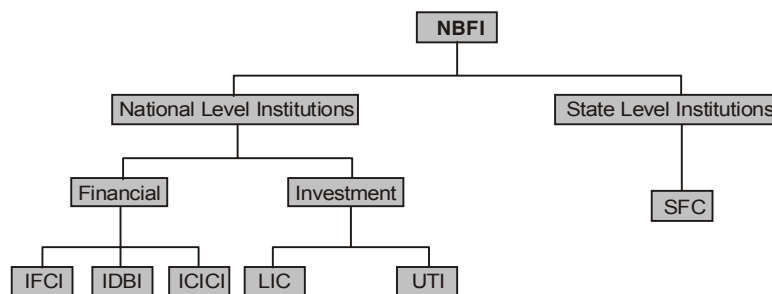 NBFI
National Level Institutions State Level Institutions
Financial Investment
SFC
IFCI IDBI ICICI LIC UTI